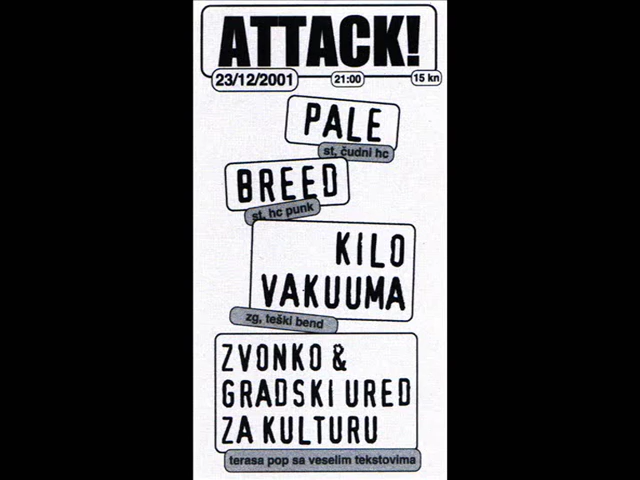 ATTACK!
23/12/2001 21:00 15 kn
PALE
st, čudni hc
BREED
st, hc punk
KILO
VAKUUMA
zg, teški bend
ZVONKO &
GRADSKI URED
ZA KULTURU
terasa pop sa veselim tekstovima